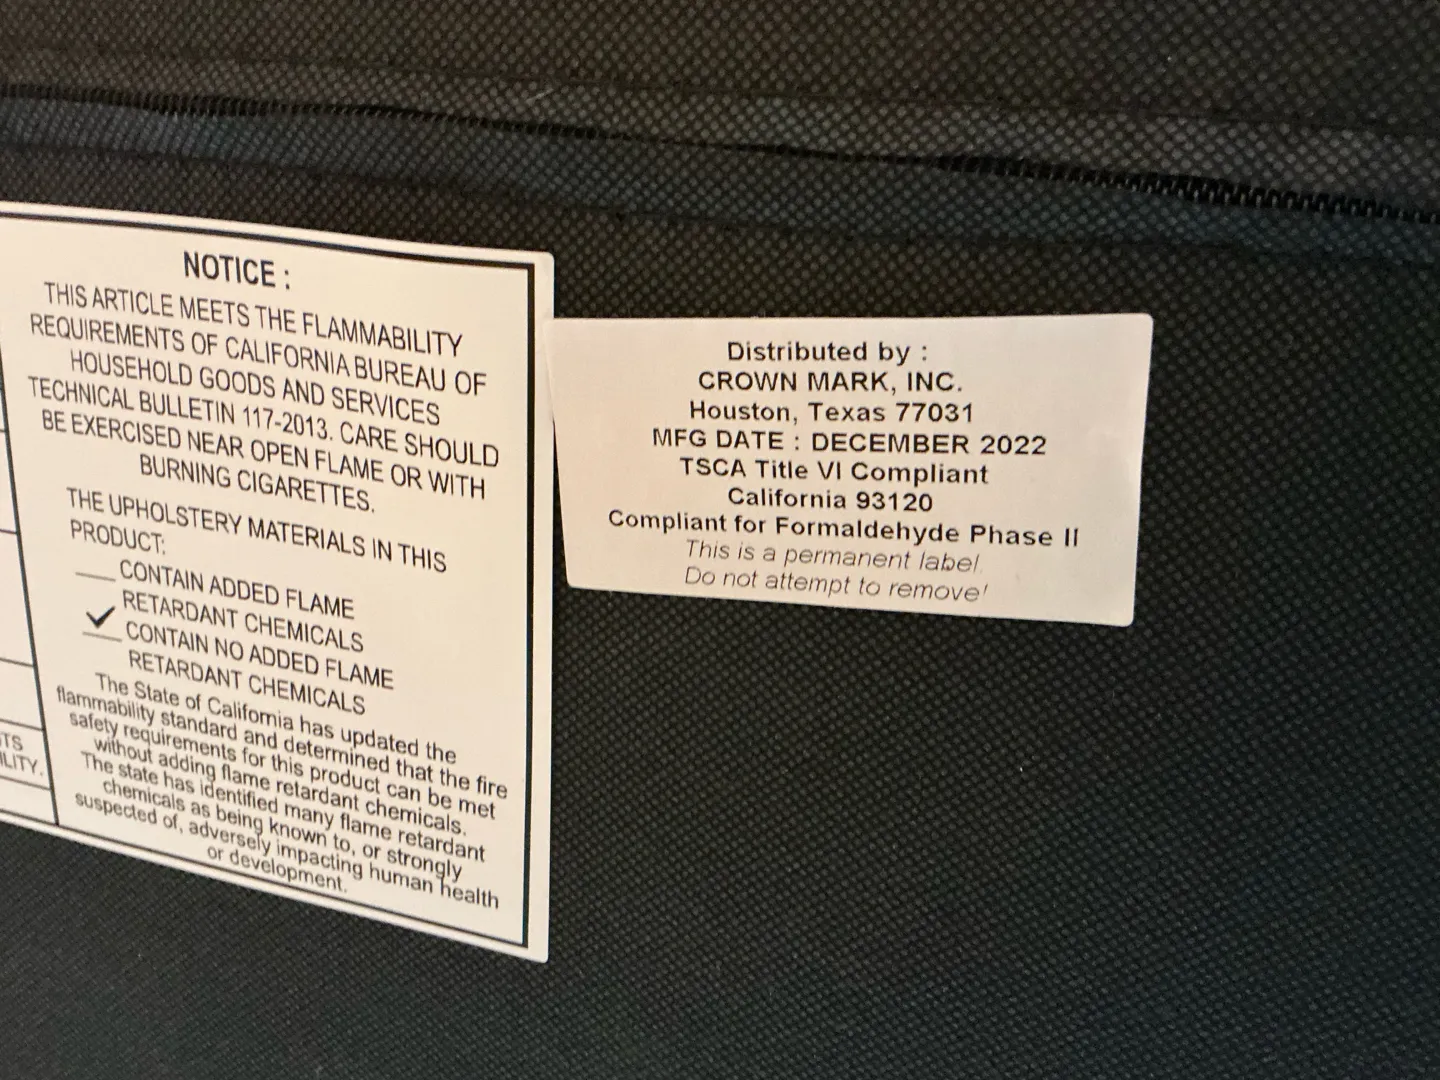 TS
ILITY.
NOTICE :
THIS ARTICLE MEETS THE FLAMMABILITY
REQUIREMENTS OF CALIFORNIA BUREAU OF
HOUSEHOLD GOODS AND SERVICES
TECHNICAL BULLETIN 117-2013. CARE SHOULD
BE EXERCISED NEAR OPEN FLAME OR WITH
BURNING CIGARETTES.
THE UPHOLSTERY MATERIALS IN THIS
PRODUCT:
___ CONTAIN ADDED FLAME
RETARDANT CHEMICALS
✓ CONTAIN NO ADDED FLAME
RETARDANT CHEMICALS
The State of California has updated the
flammability standard and determined that the fire
safety requirements for this product can be met
without adding flame retardant chemicals.
The state has identified many flame retardant
chemicals as being known to, or strongly
suspected of, adversely impacting human health
or development.
Distributed by :
CROWN MARK, INC.
Houston, Texas 77031
MFG DATE : DECEMBER 2022
TSCA Title VI Compliant
California 93120
Compliant for Formaldehyde Phase II
This is a permanent label.
Do not attempt to remove!